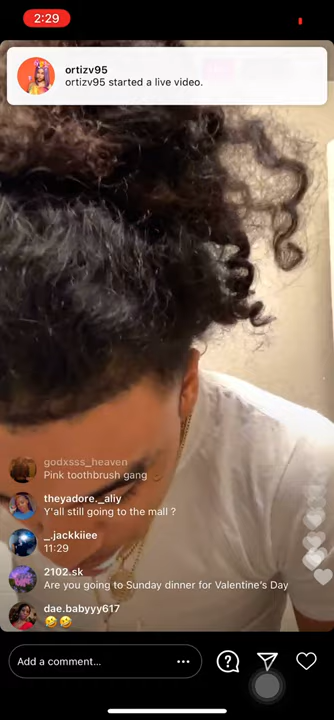 2:29
ortizv95
ortizv95 started a live video.
godxsss_heaven
Pink toothbrush gang
theyadore._aliy
Y'all still going to the mall ?
_.jackkiiee
11:29
2102.sk
Are you going to Sunday dinner for Valentine's Day
dae.babyyy617
🤣🤣
Add a comment...